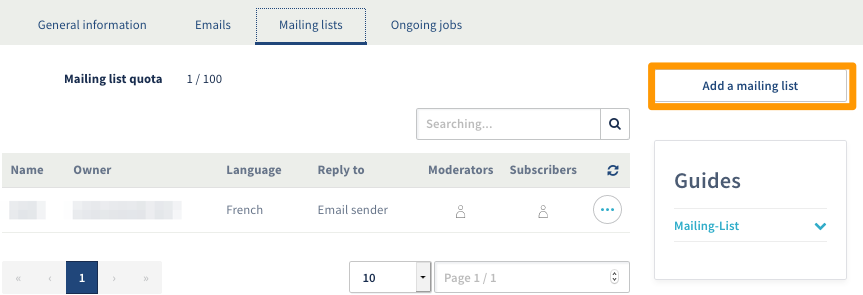 General information Emails Mailing lists Ongoing jobs
Mailing list quota 1 / 100
Add a mailing list
Searching...
Name Owner Language Reply to Moderators Subscribers
French Email sender
Guides
Mailing-List
« ‹ 1 › »
10 Page 1 / 1